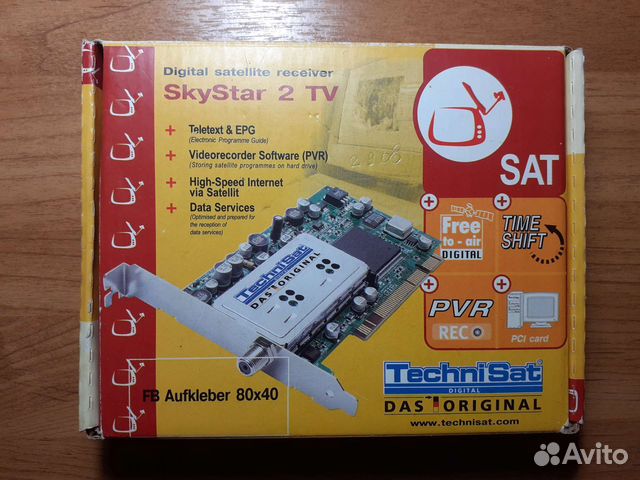 Digital satellite receiver
SkyStar 2 TV
+ Teletext & EPG
(Electronic Programme Guide)
+ Videorecorder Software (PVR)
(Storing satellite programmes on hard drive)
+ High-Speed Internet
via Satellit
+ Data Services
(Optimised and prepared for
the reception of
data services)
SAT
Free
to - air
DIGITAL
TIME
SHIFT
PVR
REC
PCI card
TechniSat
DAS ORIGINAL
FB Aufkleber 80x40
TechniSat®
DIGITAL
DAS ORIGINAL
www.technisat.com
Avito